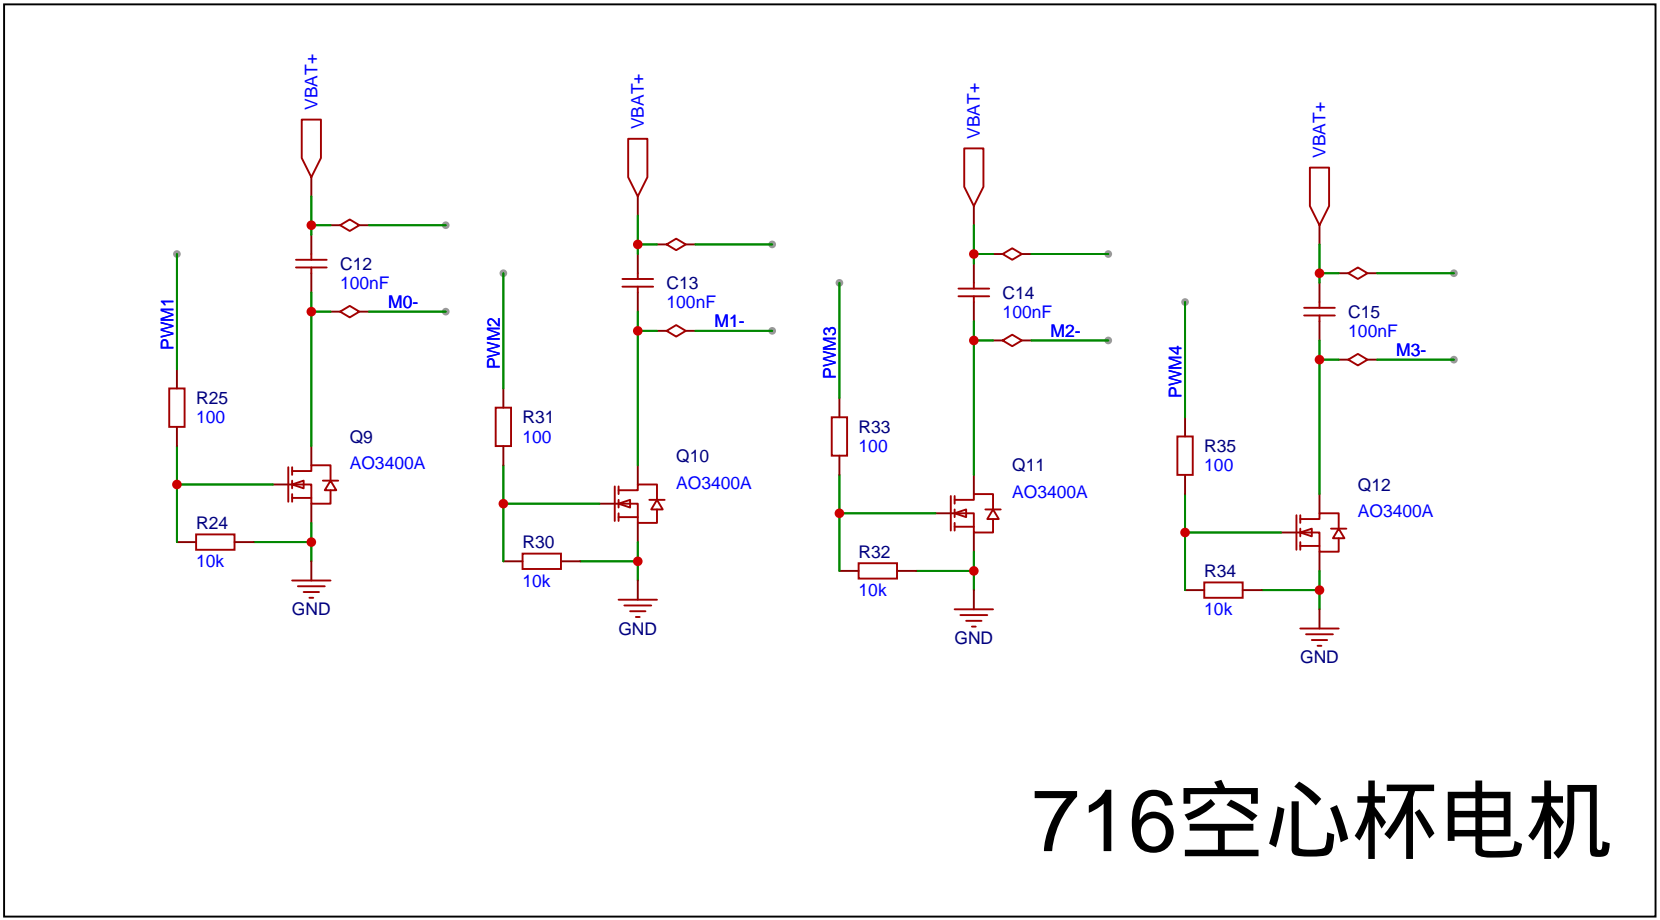 VBAT+
C12
100nF
M0-
PWM1
R25
100
Q9
AO3400A
R24
10k
GND
VBAT+
C13
100nF
M1-
PWM2
R31
100
Q10
AO3400A
R30
10k
GND
VBAT+
C14
100nF
M2-
PWM3
R33
100
Q11
AO3400A
R32
10k
GND
VBAT+
C15
100nF
M3-
PWM4
R35
100
Q12
AO3400A
R34
10k
GND
716空心杯电机